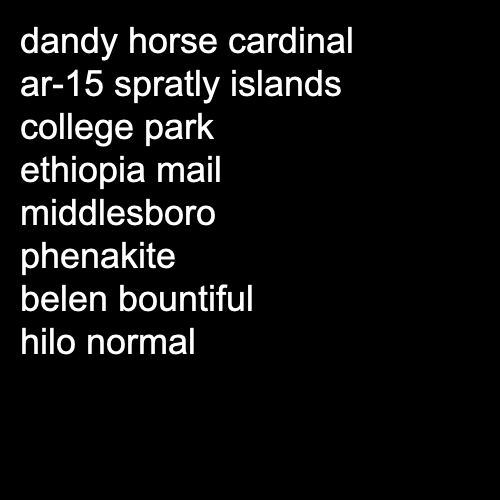 dandy horse cardinal
ar-15 spratly islands
college park
ethiopia mail
middlesboro
phenakite
belen bountiful
hilo normal